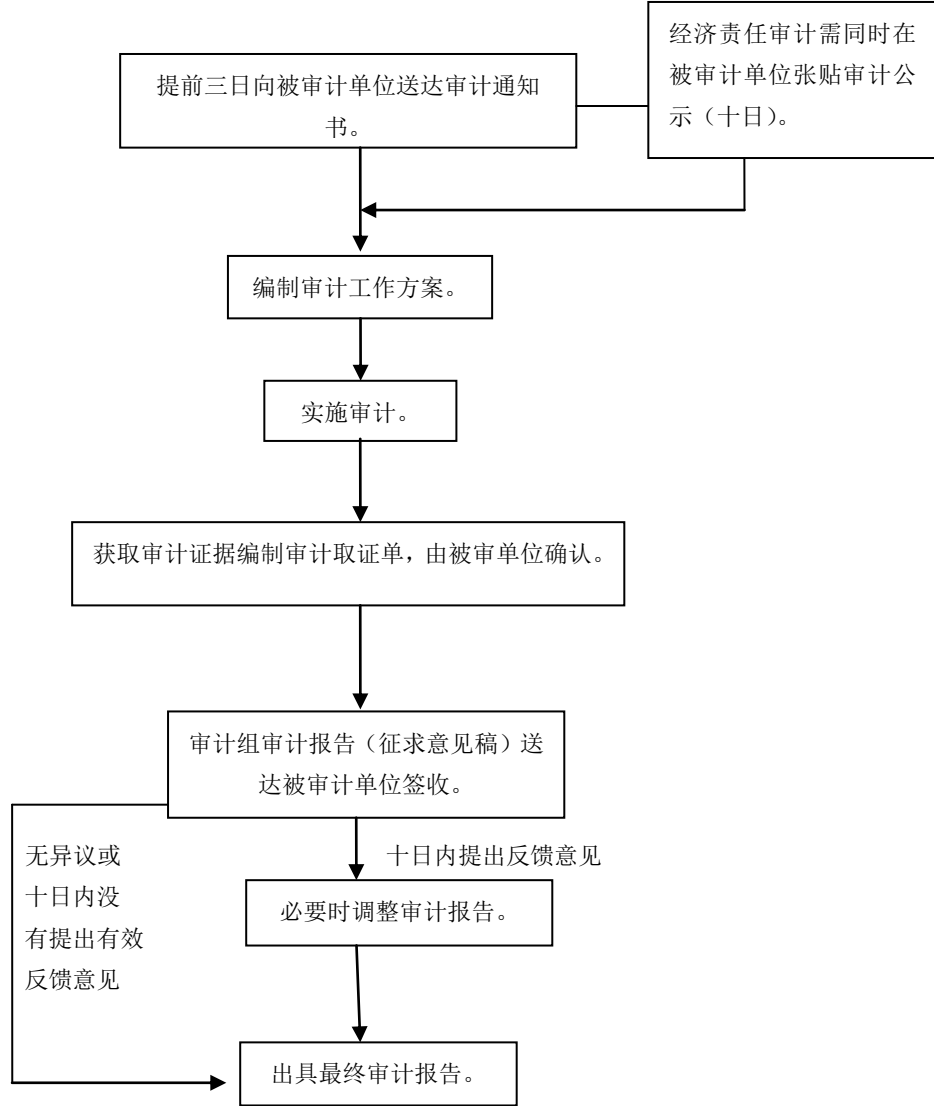 提前三日向被审计单位送达审计通知
书。
经济责任审计需同时在
被审计单位张贴审计公
示（十日）。
编制审计工作方案。
实施审计。
获取审计证据编制审计取证单，由被审单位确认。
审计组审计报告（征求意见稿）送
达被审计单位签收。
无异议或
十日内没
有提出有效
反馈意见
十日内提出反馈意见
必要时调整审计报告。
出具最终审计报告。